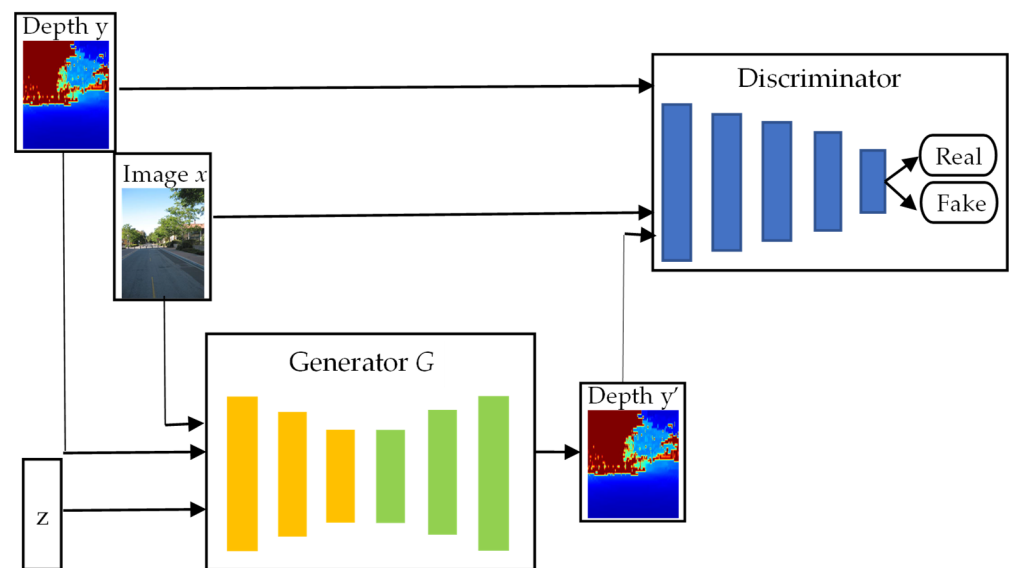 Depth y
Discriminator
Image x
Real
Fake
Generator G
Depth y’
z